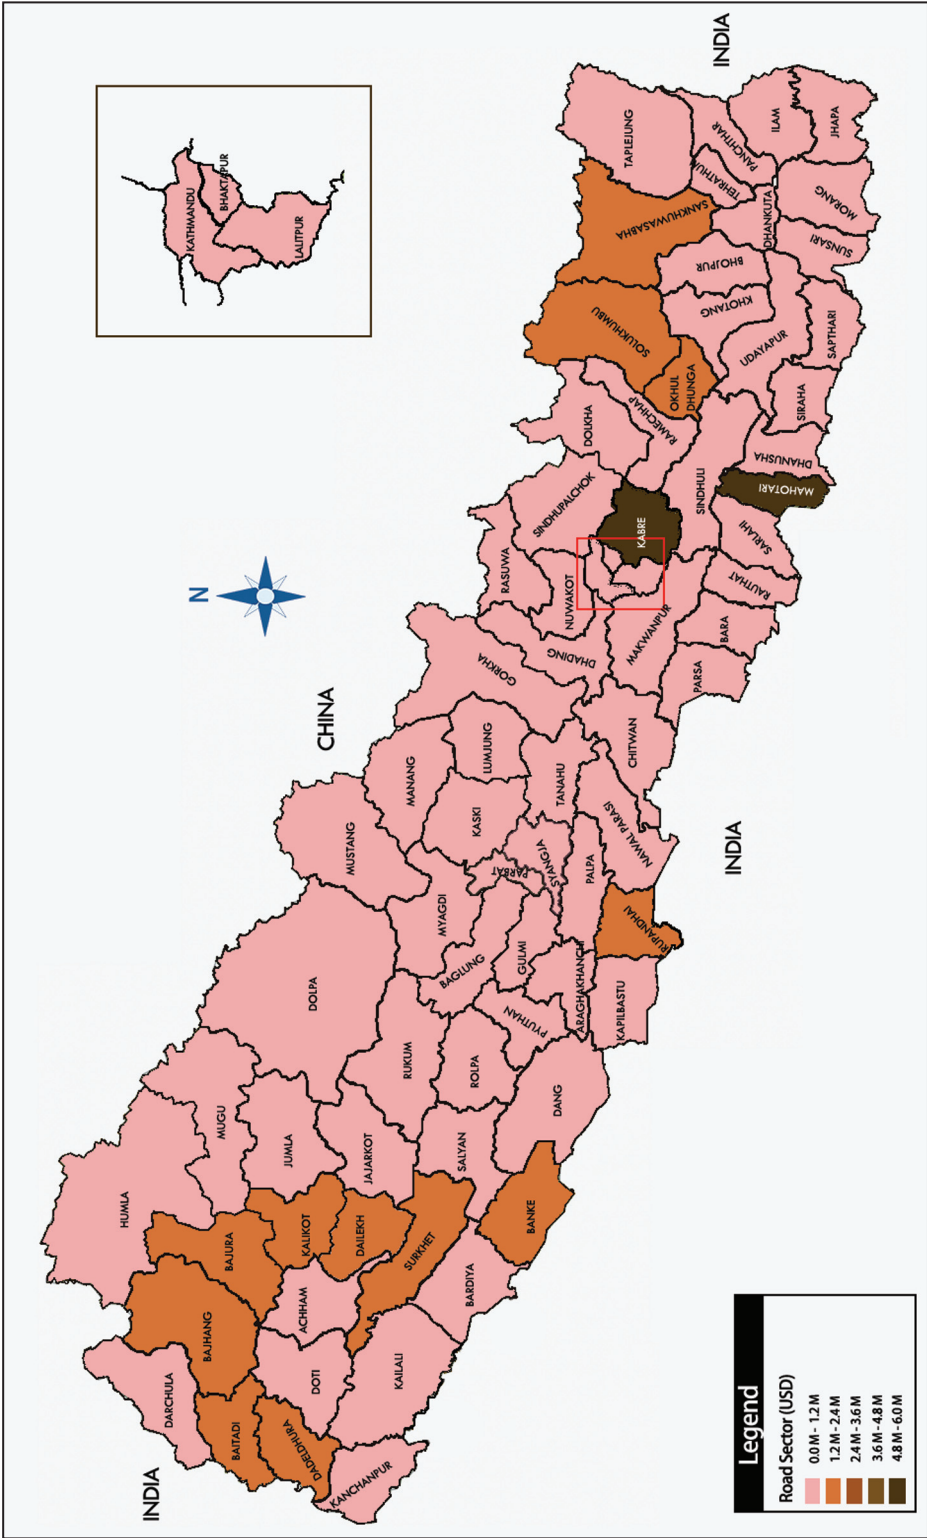 N
CHINA
INDIA
INDIA
INDIA
DARCHULA
BAITADI
DADELDHURA
KANCHANPUR
BAJHANG
HUMLA
BAJURA
DOTI
ACHHAM
KAILALI
MUGU
JUMLA
KALIKOT
DAILEKH
SURKHET
BARDIYA
BANKE
JAJARKOT
SALYAN
DOLPA
RUKUM
ROLPA
DANG
PYUTHAN
MUSTANG
MYAGDI
BAGLUNG
GULMI
ARAGHAKHANCHI
KAPILBASTU
RUPANDHAI
PARBAT
SYANGJA
PALPA
NAWAL PARASI
MANANG
KASKI
LUMJUNG
TANAHU
GORKHA
CHITWAN
DHADING
NUWAKOT
RASUWA
MAKWANPUR
PARSA
BARA
RAUTHAT
SARLAHI
SINDHUPALCHOK
KABRE
SINDHULI
MAHOTARI
DHANUSHA
DOLKHA
RAMECHHAP
SIRAHA
SOLUKHUMBU
OKHUL
DHUNGA
UDAYAPUR
SAPTHARI
KHOTANG
BHOJPUR
SANKHUWASABHA
DHANKUTA
SUNSARI
MORANG
TEHRATHUM
TAPLEJUNG
PANCHTHAR
ILAM
JHAPA
KATHMANDU
BHAKTAPUR
LALITPUR
Legend
Road Sector (USD)
0.0 M - 1.2 M
1.2 M - 2.4 M
2.4 M - 3.6 M
3.6 M - 4.8 M
4.8 M - 6.0 M